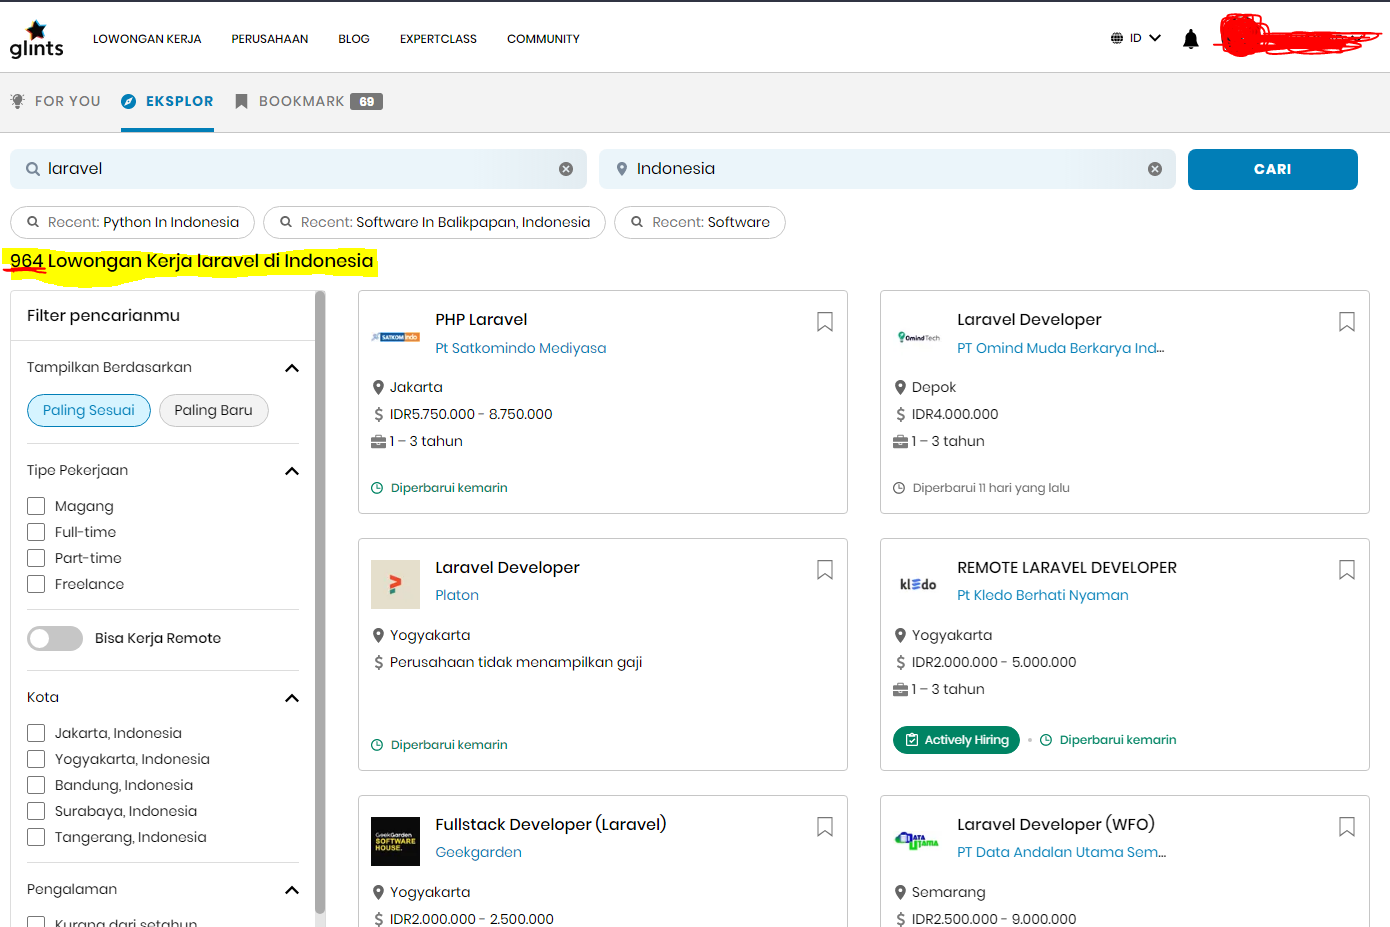 glints
LOWONGAN KERJA PERUSAHAAN BLOG EXPERTCLASS COMMUNITY ID
FOR YOU EKSPLOR BOOKMARK 69
laravel Indonesia CARI
Recent: Python In Indonesia Recent: Software In Balikpapan, Indonesia Recent: Software
964 Lowongan Kerja laravel di Indonesia
Filter pencarianmu
Tampilkan Berdasarkan
Paling Sesuai Paling Baru
Tipe Pekerjaan
Magang
Full-time
Part-time
Freelance
Bisa Kerja Remote
Kota
Jakarta, Indonesia
Yogyakarta, Indonesia
Bandung, Indonesia
Surabaya, Indonesia
Tangerang, Indonesia
Pengalaman
Kurang dari setahun
SATKOMINDO
PHP Laravel
Pt Satkomindo Mediyasa
Jakarta
IDR5.750.000 - 8.750.000
1 – 3 tahun
Diperbarui kemarin
OmindTech
Laravel Developer
PT Omind Muda Berkarya Ind...
Depok
IDR4.000.000
1 – 3 tahun
Diperbarui 11 hari yang lalu
Laravel Developer
Platon
Yogyakarta
Perusahaan tidak menampilkan gaji
Diperbarui kemarin
kledo
REMOTE LARAVEL DEVELOPER
Pt Kledo Berhati Nyaman
Yogyakarta
IDR2.000.000 - 5.000.000
1 – 3 tahun
Actively Hiring Diperbarui kemarin
GeekGarden
SOFTWARE
HOUSE.
Fullstack Developer (Laravel)
Geekgarden
Yogyakarta
IDR2.000.000 - 2.500.000
DATA
UTAMA
Laravel Developer (WFO)
PT Data Andalan Utama Sem...
Semarang
IDR2.500.000 - 9.000.000